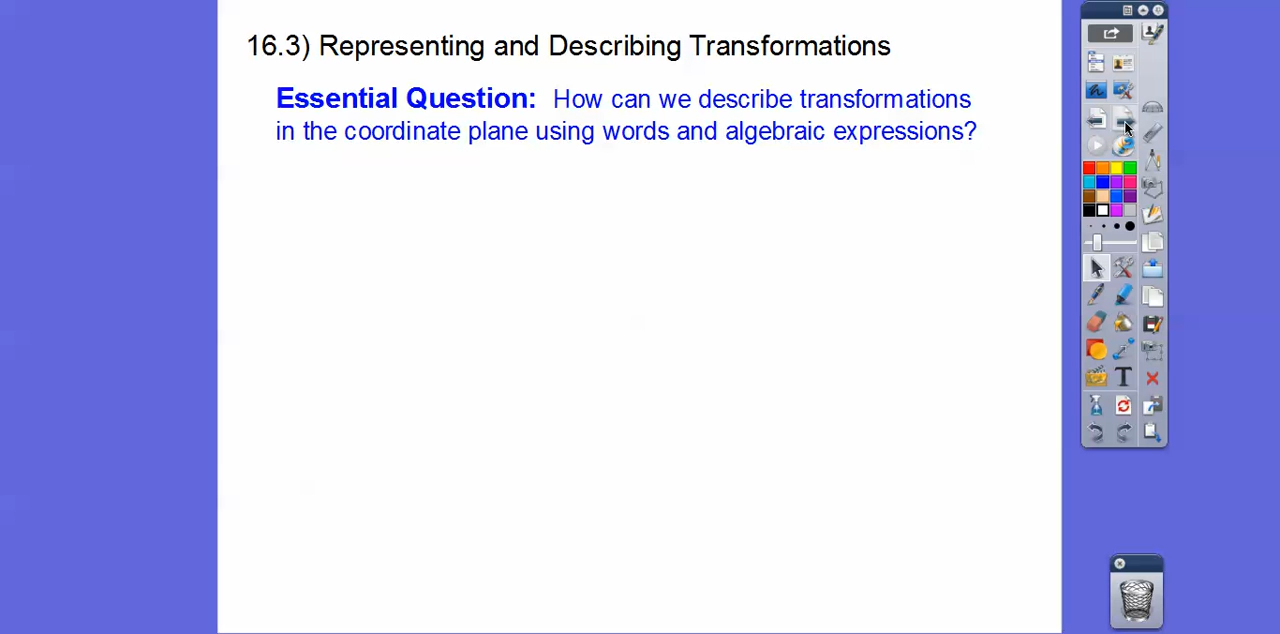 16.3) Representing and Describing Transformations
Essential Question: How can we describe transformations
in the coordinate plane using words and algebraic expressions?